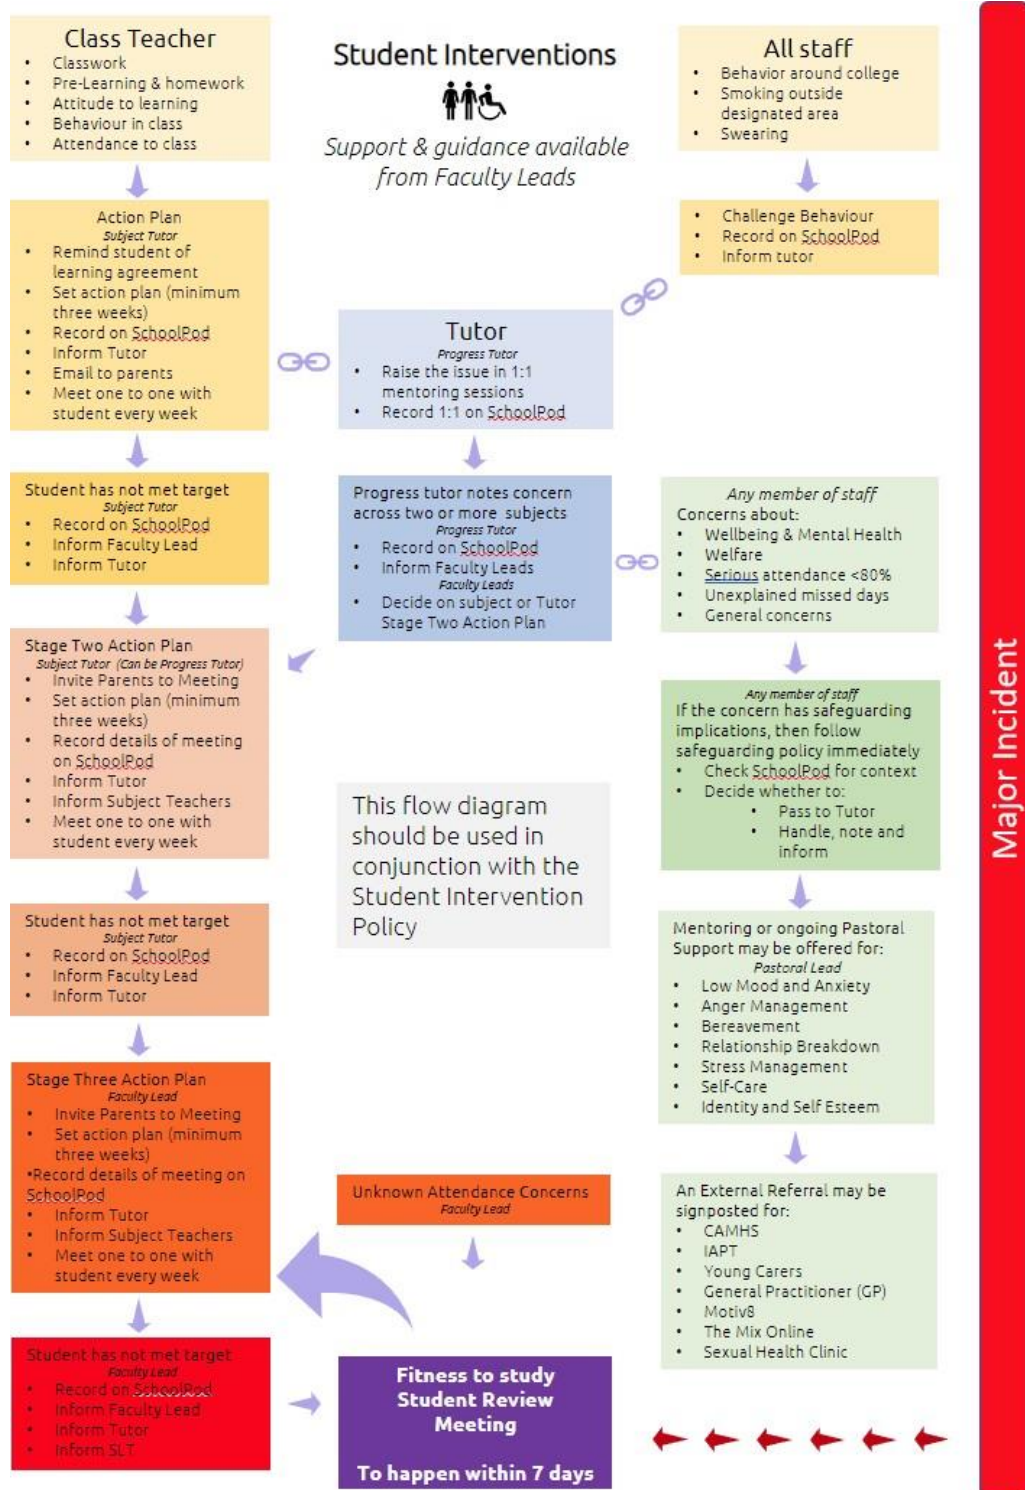 Class Teacher
• Classwork
• Pre-Learning & homework
• Attitude to learning
• Behaviour in class
• Attendance to class
Student Interventions
Support & guidance available
from Faculty Leads
All staff
• Behavior around college
• Smoking outside
designated area
• Swearing
Action Plan
Subject Tutor
• Remind student of
learning agreement
• Set action plan (minimum
three weeks)
• Record on SchoolPod
• Inform Tutor
• Email to parents
• Meet one to one with
student every week
• Challenge Behaviour
• Record on SchoolPod
• Inform tutor
Tutor
Progress Tutor
• Raise the issue in 1:1
mentoring sessions
• Record 1:1 on SchoolPod
Student has not met target
Subject Tutor
• Record on SchoolPod
• Inform Faculty Lead
• Inform Tutor
Progress tutor notes concern
across two or more subjects
Progress Tutor
• Record on SchoolPod
• Inform Faculty Leads
Faculty Leads
• Decide on subject or Tutor
Stage Two Action Plan
Any member of staff
Concerns about:
• Wellbeing & Mental Health
• Welfare
• Serious attendance <80%
• Unexplained missed days
• General concerns
Stage Two Action Plan
Subject Tutor (Can be Progress Tutor)
• Invite Parents to Meeting
• Set action plan (minimum
three weeks)
• Record details of meeting
on SchoolPod
• Inform Tutor
• Inform Subject Teachers
• Meet one to one with
student every week
Any member of staff
If the concern has safeguarding
implications, then follow
safeguarding policy immediately
• Check SchoolPod for context
• Decide whether to:
• Pass to Tutor
• Handle, note and
inform
This flow diagram
should be used in
conjunction with the
Student Intervention
Policy
Student has not met target
Subject Tutor
• Record on SchoolPod
• Inform Faculty Lead
• Inform Tutor
Mentoring or ongoing Pastoral
Support may be offered for:
Pastoral Lead
• Low Mood and Anxiety
• Anger Management
• Bereavement
• Relationship Breakdown
• Stress Management
• Self-Care
• Identity and Self Esteem
Stage Three Action Plan
Faculty Lead
• Invite Parents to Meeting
• Set action plan (minimum
three weeks)
•Record details of meeting on
SchoolPod
• Inform Tutor
• Inform Subject Teachers
• Meet one to one with
student every week
Unknown Attendance Concerns
Faculty Lead
An External Referral may be
signposted for:
• CAMHS
• IAPT
• Young Carers
• General Practitioner (GP)
• Motiv8
• The Mix Online
• Sexual Health Clinic
Student has not met target
Faculty Lead
• Record on SchoolPod
• Inform Faculty Lead
• Inform Tutor
• Inform SLT
Fitness to study
Student Review
Meeting
To happen within 7 days
Major Incident